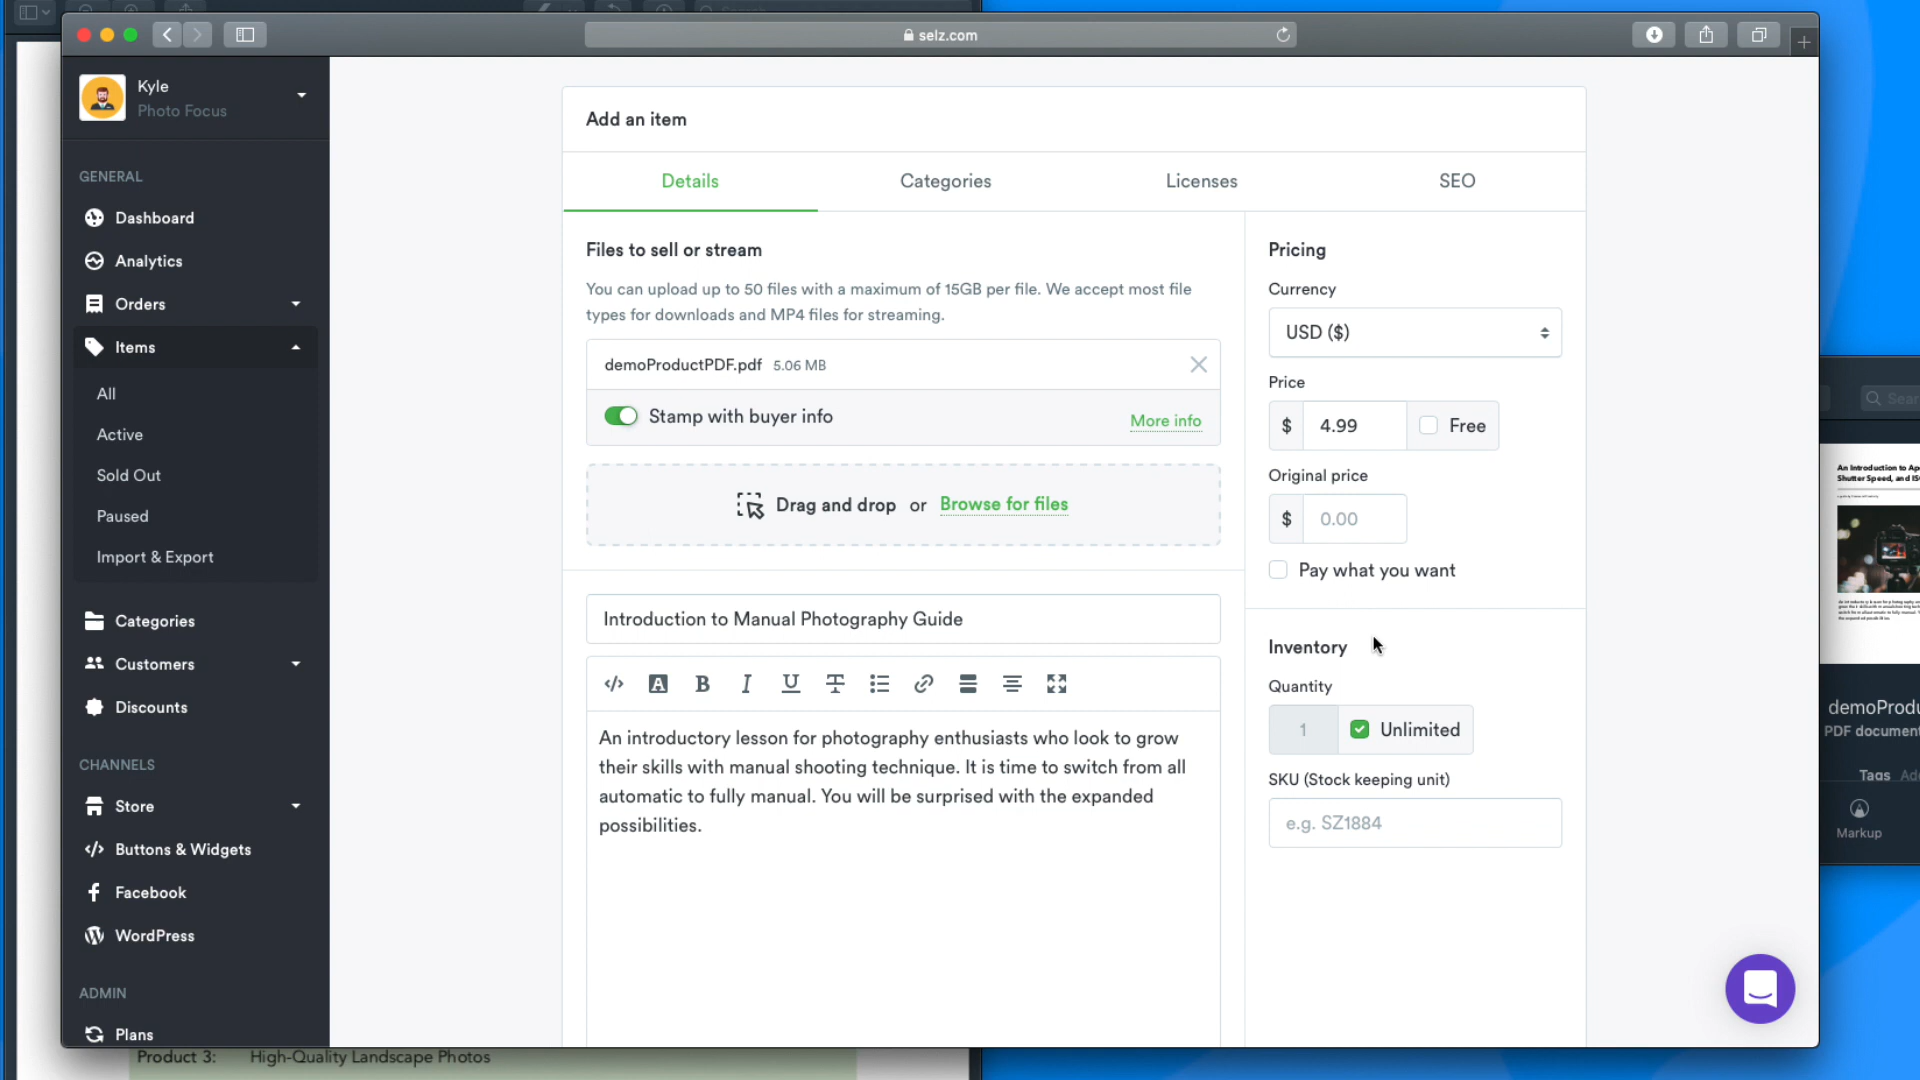 selz.com
Kyle
Photo Focus
GENERAL
Dashboard
Analytics
Orders
Items
All
Active
Sold Out
Paused
Import & Export
Categories
Customers
Discounts
CHANNELS
Store
Buttons & Widgets
Facebook
WordPress
ADMIN
Plans
Add an item
Details
Categories
Licenses
SEO
Files to sell or stream
You can upload up to 50 files with a maximum of 15GB per file. We accept most file
types for downloads and MP4 files for streaming.
demoProductPDF.pdf 5.06 MB
Stamp with buyer info
More info
Drag and drop or Browse for files
Introduction to Manual Photography Guide
An introductory lesson for photography enthusiasts who look to grow
their skills with manual shooting technique. It is time to switch from all
automatic to fully manual. You will be surprised with the expanded
possibilities.
Pricing
Currency
USD ($)
Price
$ 4.99 Free
Original price
$ 0.00
Pay what you want
Inventory
Quantity
1 Unlimited
SKU (Stock keeping unit)
e.g. SZ1884
Sear
An Introduction to Ap
Shutter Speed, and IS
demoProdu
PDF documen
Tags Ad
Markup
Product 3: High-Quality Landscape Photos